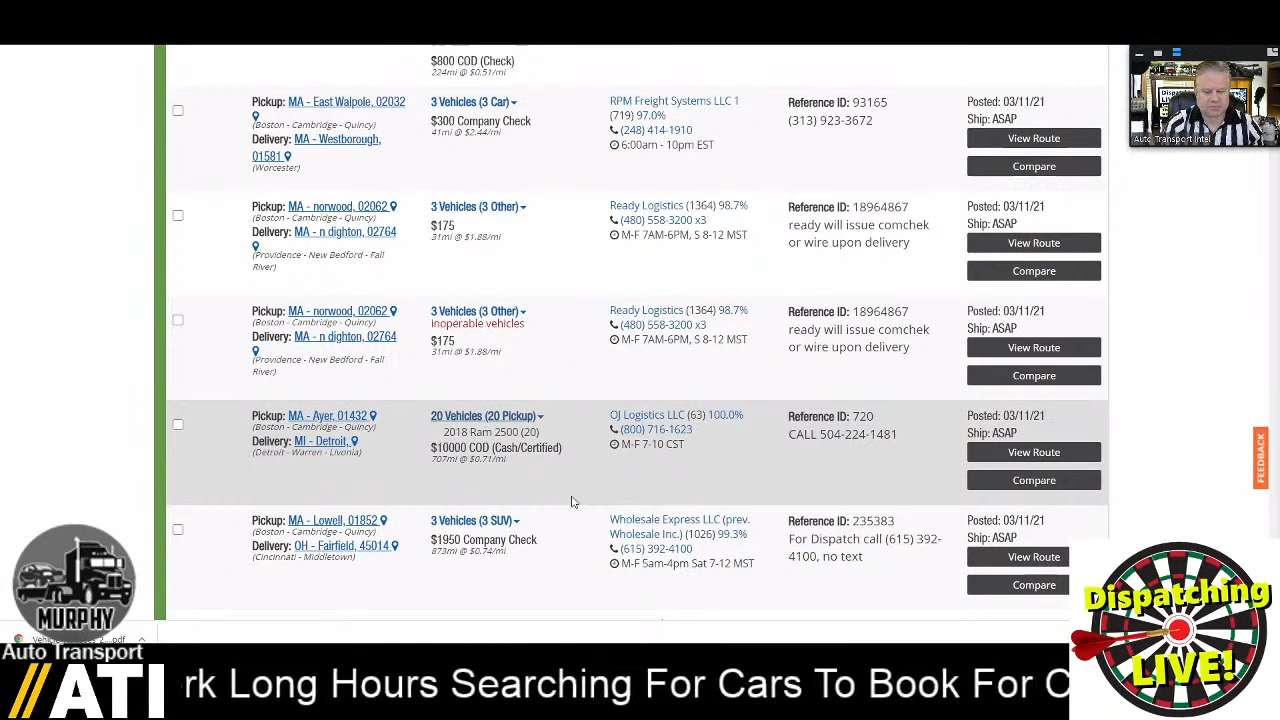 $800 COD (Check)
224mi @ $0.51/mi
Pickup: MA - East Walpole, 02032
(Boston - Cambridge - Quincy)
Delivery: MA - Westborough,
01581
(Worcester)
3 Vehicles (3 Car)
$300 Company Check
41mi @ $2.44/mi
RPM Freight Systems LLC 1
(719) 97.0%
(248) 414-1910
6:00am - 10pm EST
Reference ID: 93165
(313) 923-3672
Posted: 03/11/21
Ship: ASAP
View Route
Compare
Pickup: MA - norwood, 02062
(Boston - Cambridge - Quincy)
Delivery: MA - n dighton, 02764
(Providence - New Bedford - Fall
River)
3 Vehicles (3 Other)
$175
31mi @ $1.88/mi
Ready Logistics (1364) 98.7%
(480) 558-3200 x3
M-F 7AM-6PM, S 8-12 MST
Reference ID: 18964867
ready will issue comchek
or wire upon delivery
Posted: 03/11/21
Ship: ASAP
View Route
Compare
Pickup: MA - norwood, 02062
(Boston - Cambridge - Quincy)
Delivery: MA - n dighton, 02764
(Providence - New Bedford - Fall
River)
3 Vehicles (3 Other)
inoperable vehicles
$175
31mi @ $1.88/mi
Ready Logistics (1364) 98.7%
(480) 558-3200 x3
M-F 7AM-6PM, S 8-12 MST
Reference ID: 18964867
ready will issue comchek
or wire upon delivery
Posted: 03/11/21
Ship: ASAP
View Route
Compare
Pickup: MA - Ayer, 01432
(Boston - Cambridge - Quincy)
Delivery: MI - Detroit,
(Detroit - Warren - Livonia)
20 Vehicles (20 Pickup)
2018 Ram 2500 (20)
$10000 COD (Cash/Certified)
707mi @ $0.71/mi
OJ Logistics LLC (63) 100.0%
(800) 716-1623
M-F 7-10 CST
Reference ID: 720
CALL 504-224-1481
Posted: 03/11/21
Ship: ASAP
View Route
Compare
Pickup: MA - Lowell, 01852
(Boston - Cambridge - Quincy)
Delivery: OH - Fairfield, 45014
(Cincinnati - Middletown)
3 Vehicles (3 SUV)
$1950 Company Check
873mi @ $0.74/mi
Wholesale Express LLC (prev.
Wholesale Inc.) (1026) 99.3%
(615) 392-4100
M-F 5am-4pm Sat 7-12 MST
Reference ID: 235383
For Dispatch call (615) 392-
4100, no text
Posted: 03/11/21
Ship: ASAP
View Route
Compare
FEEDBACK
Auto Transport Intel
MURPHY
Auto Transport
ATI
rk Long Hours Searching For Cars To Book For C
Dispatching
LIVE!